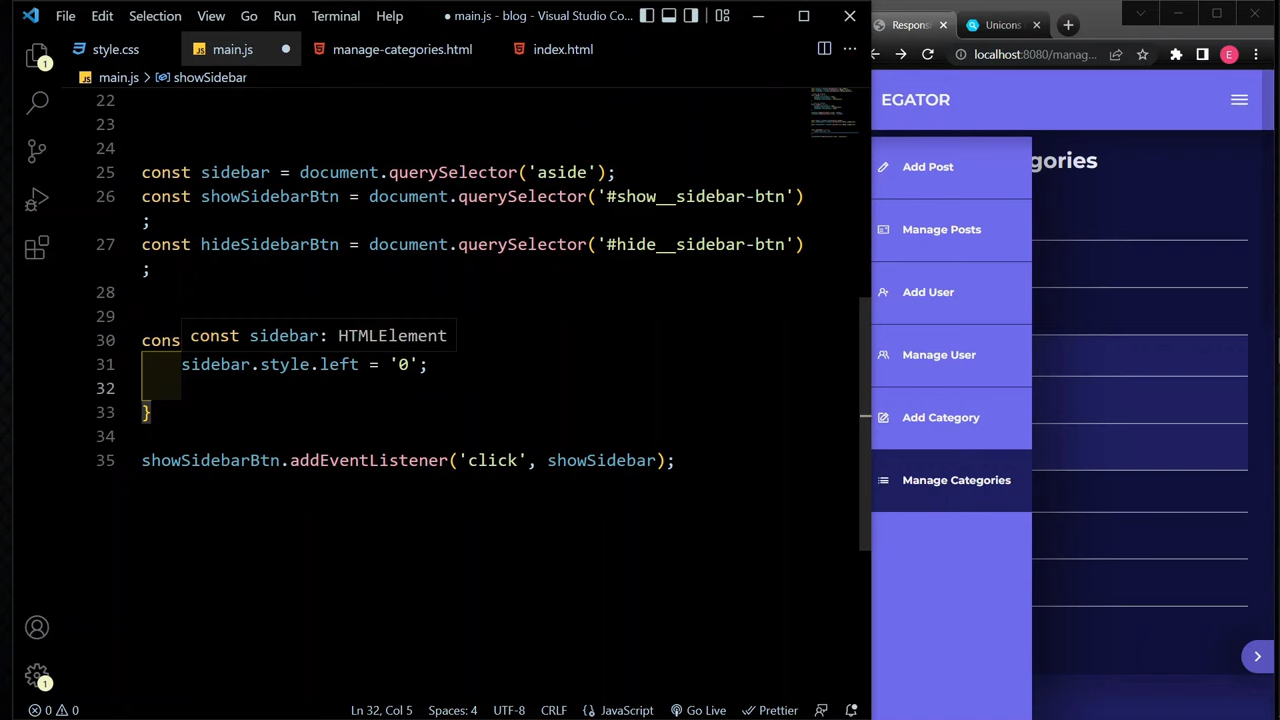 File Edit Selection View Go Run Terminal Help ● main.js - blog - Visual Studio Co...
style.css main.js ● manage-categories.html index.html
main.js > showSidebar
22
23
24
25 const sidebar = document.querySelector('aside');
26 const showSidebarBtn = document.querySelector('#show__sidebar-btn')
;
27 const hideSidebarBtn = document.querySelector('#hide__sidebar-btn')
;
28
29
const sidebar: HTMLElement
30 cons
31 sidebar.style.left = '0';
32
33 }
34
35 showSidebarBtn.addEventListener('click', showSidebar);
1
1
0 0 Ln 32, Col 5 Spaces: 4 UTF-8 CRLF JavaScript Go Live Prettier
Respons Unicons
localhost:8080/manag... E
EGATOR
gories
Add Post
Manage Posts
Add User
Manage User
Add Category
Manage Categories